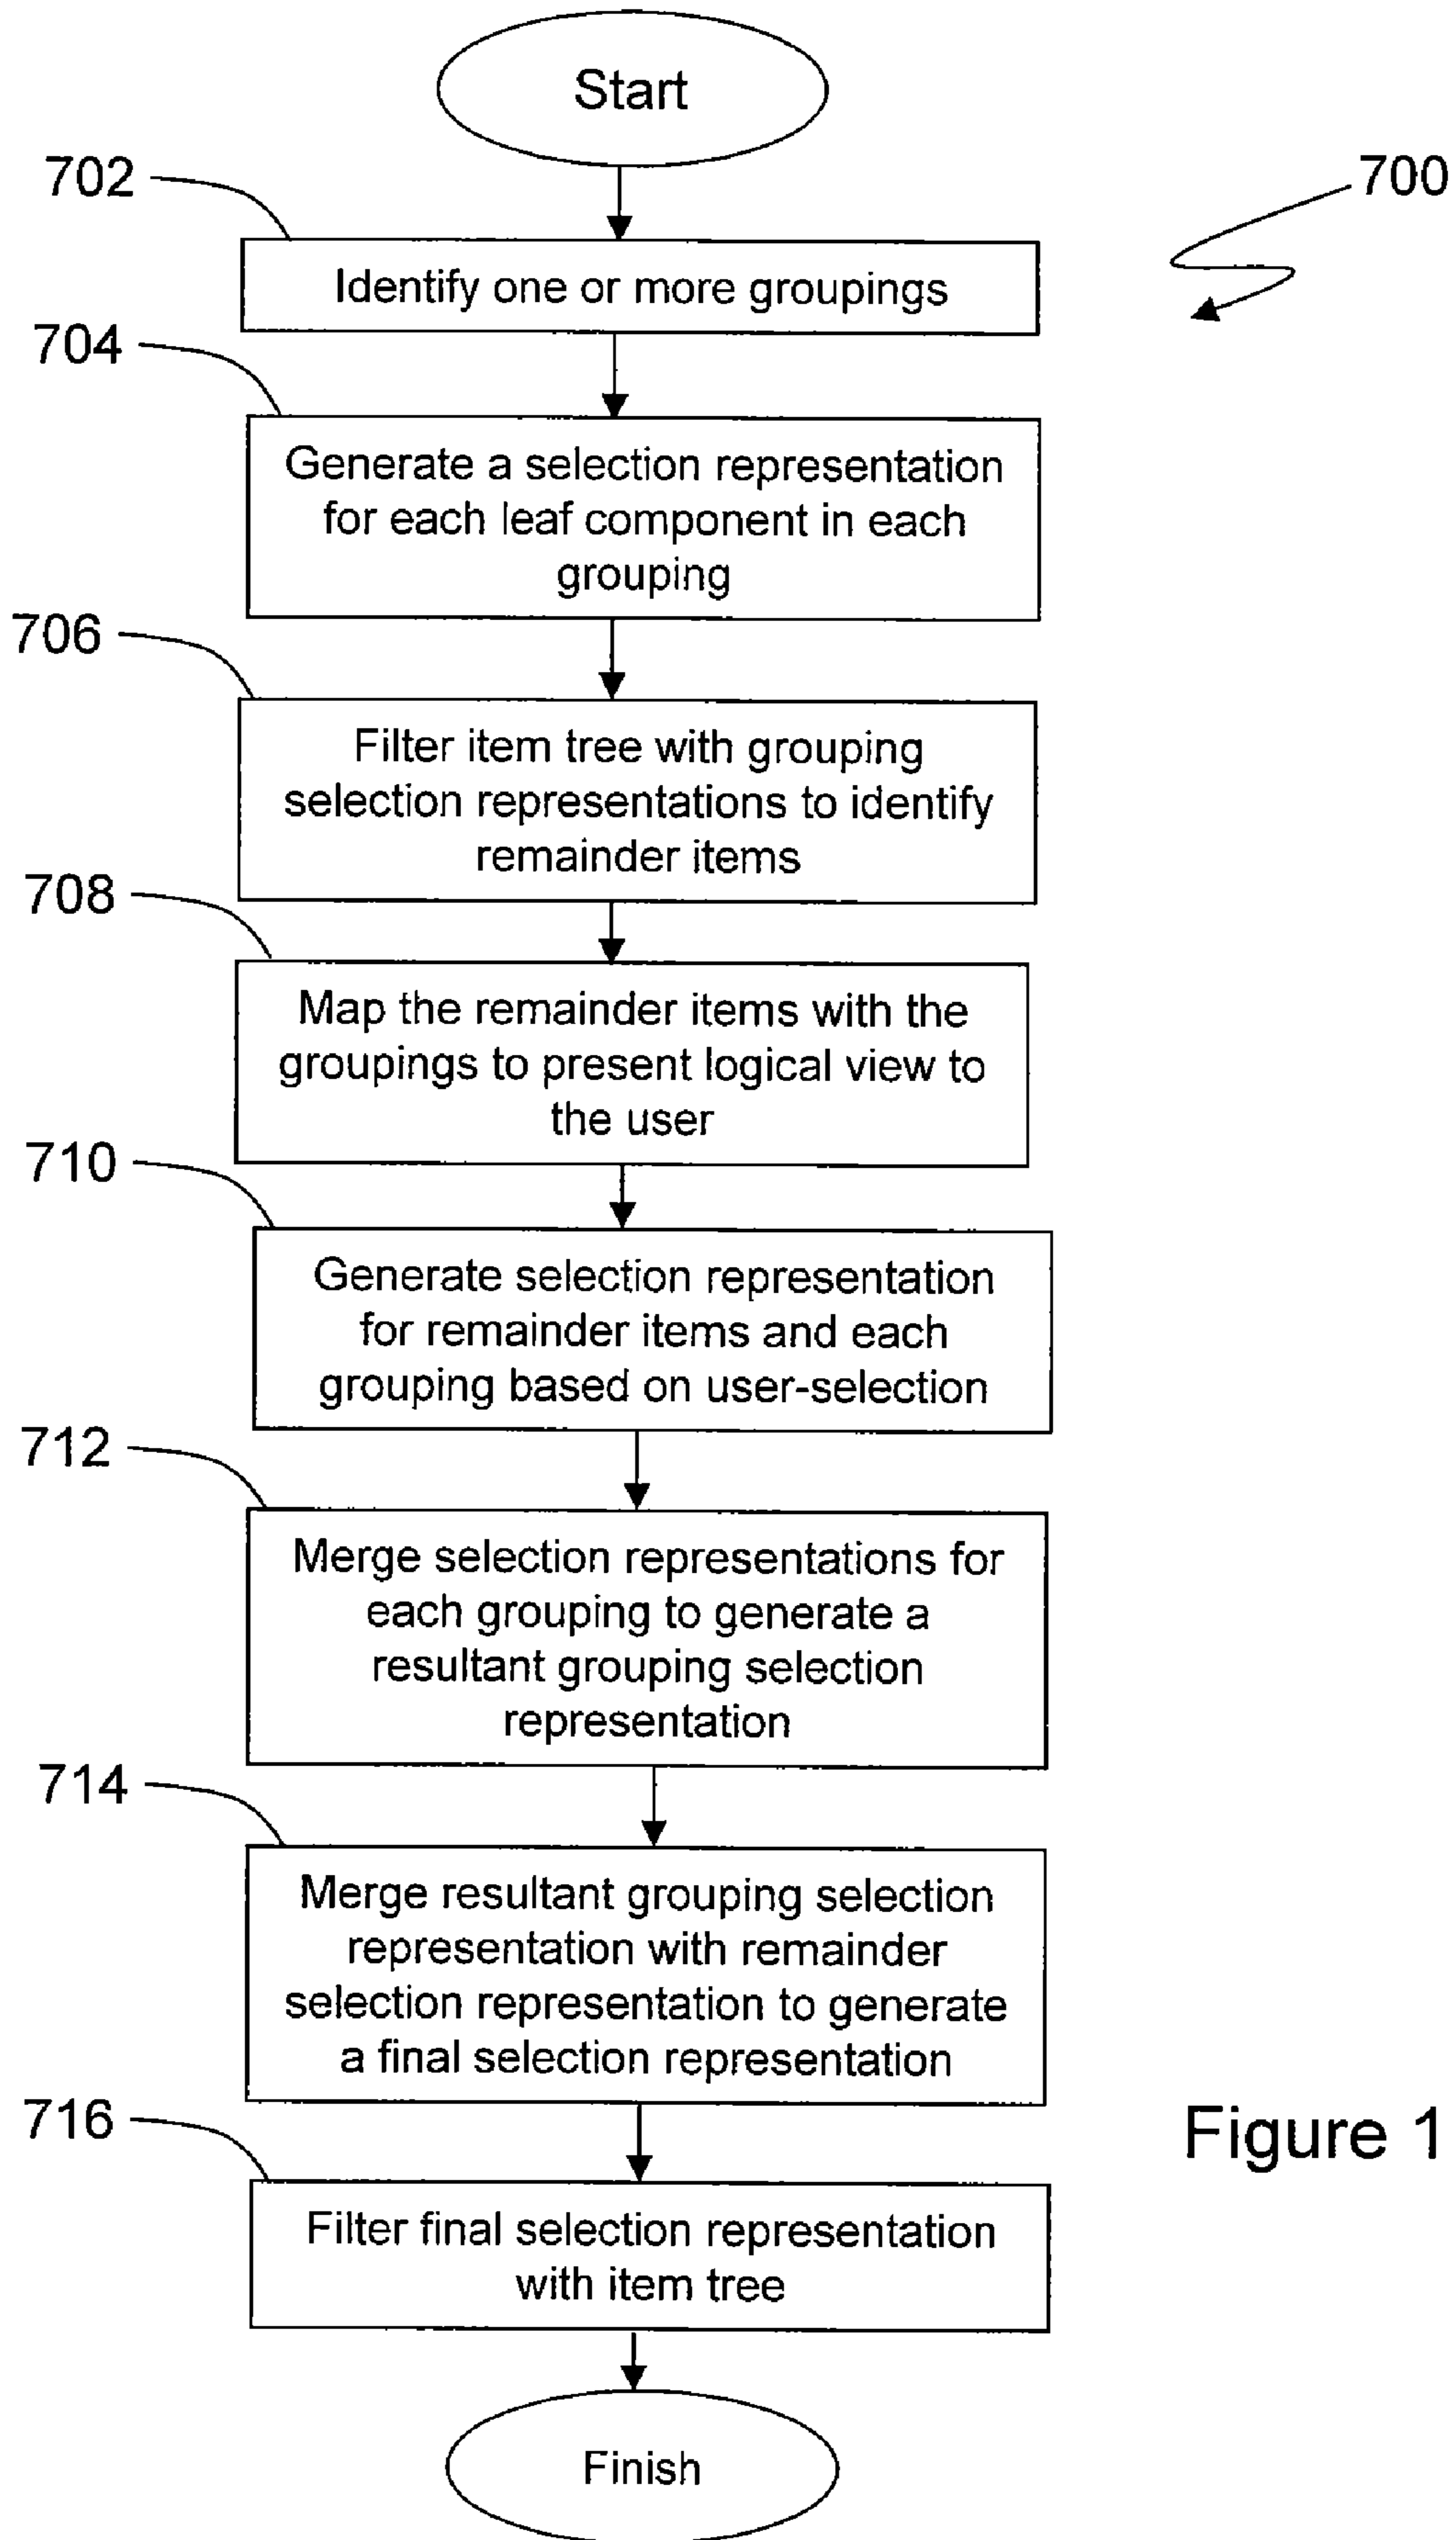 Start
702
700
Identify one or more groupings
704
Generate a selection representation
for each leaf component in each
grouping
706
Filter item tree with grouping
selection representations to identify
remainder items
708
Map the remainder items with the
groupings to present logical view to
the user
710
Generate selection representation
for remainder items and each
grouping based on user-selection
712
Merge selection representations for
each grouping to generate a
resultant grouping selection
representation
714
Merge resultant grouping selection
representation with remainder
selection representation to generate
a final selection representation
716
Figure 1
Filter final selection representation
with item tree
Finish